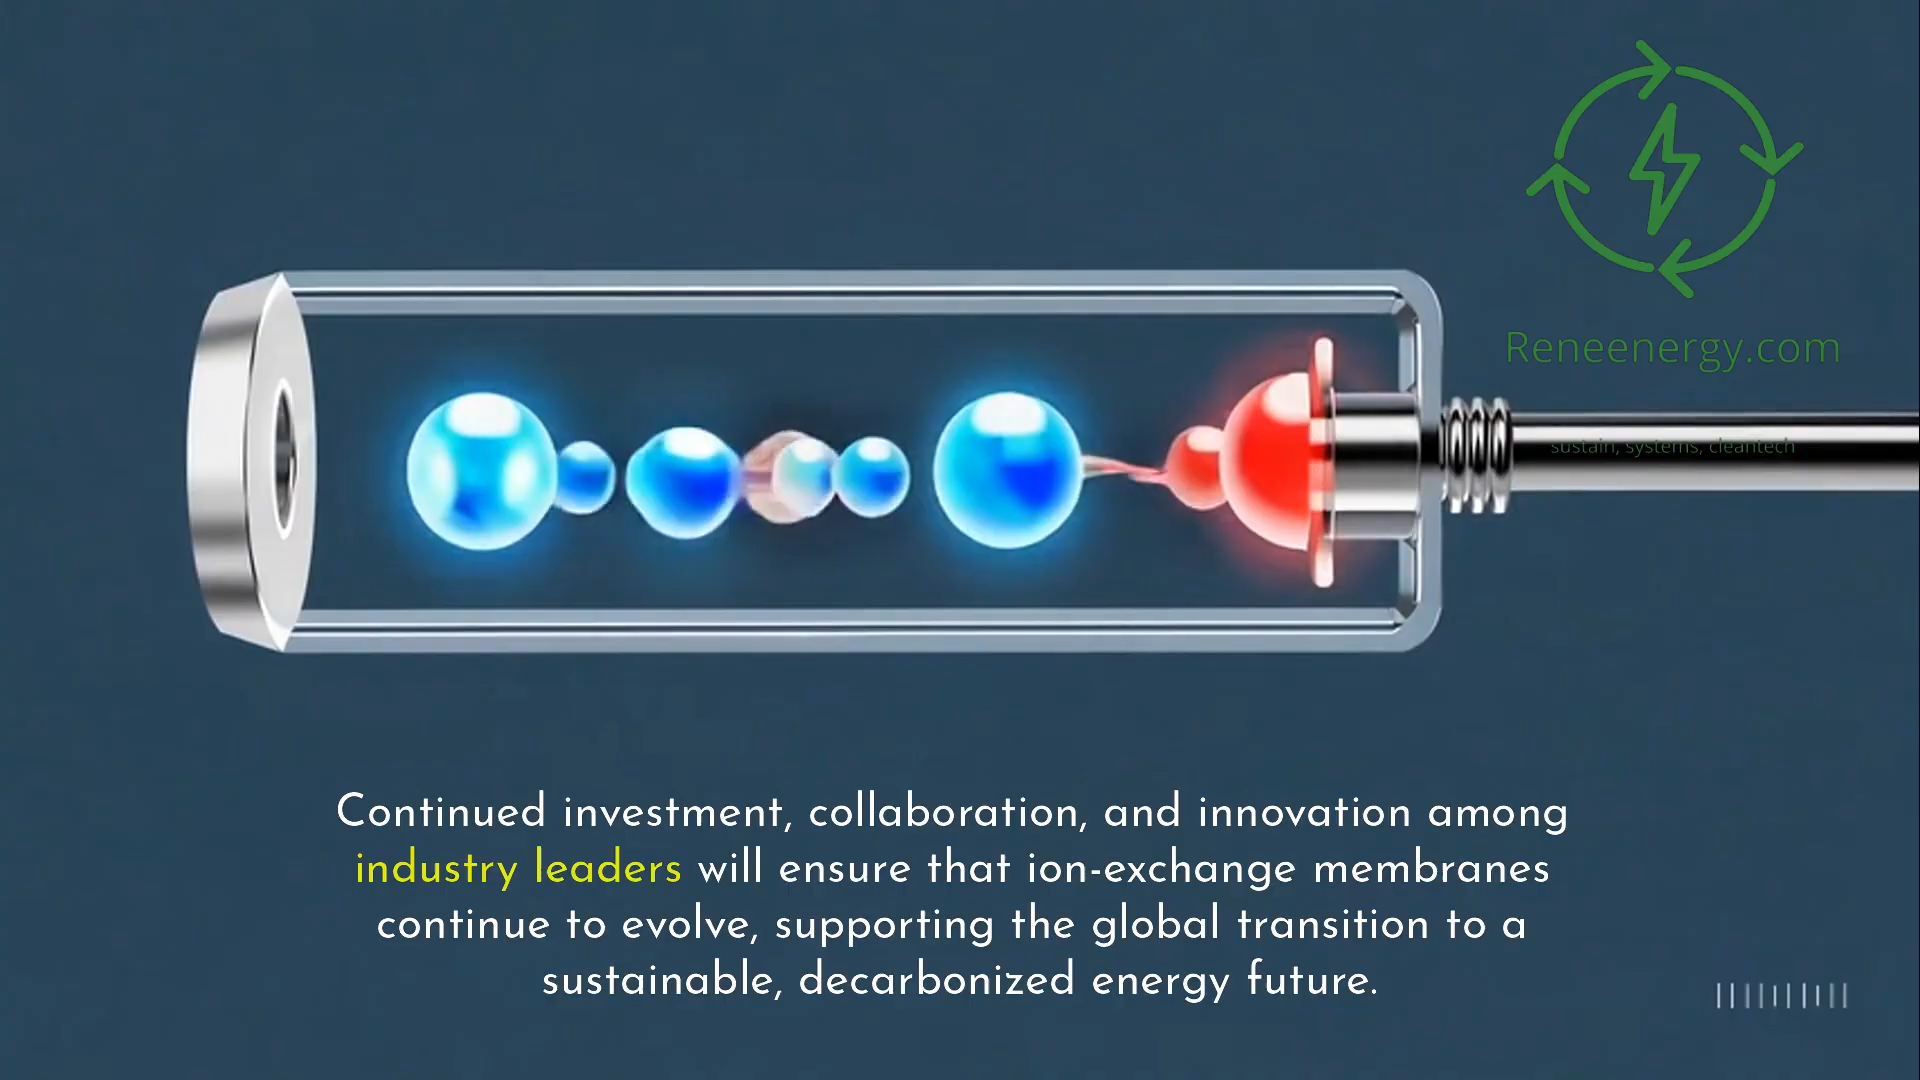 Reneenergy.com
sustain, systems, cleantech
Continued investment, collaboration, and innovation among
industry leaders will ensure that ion-exchange membranes
continue to evolve, supporting the global transition to a
sustainable, decarbonized energy future.